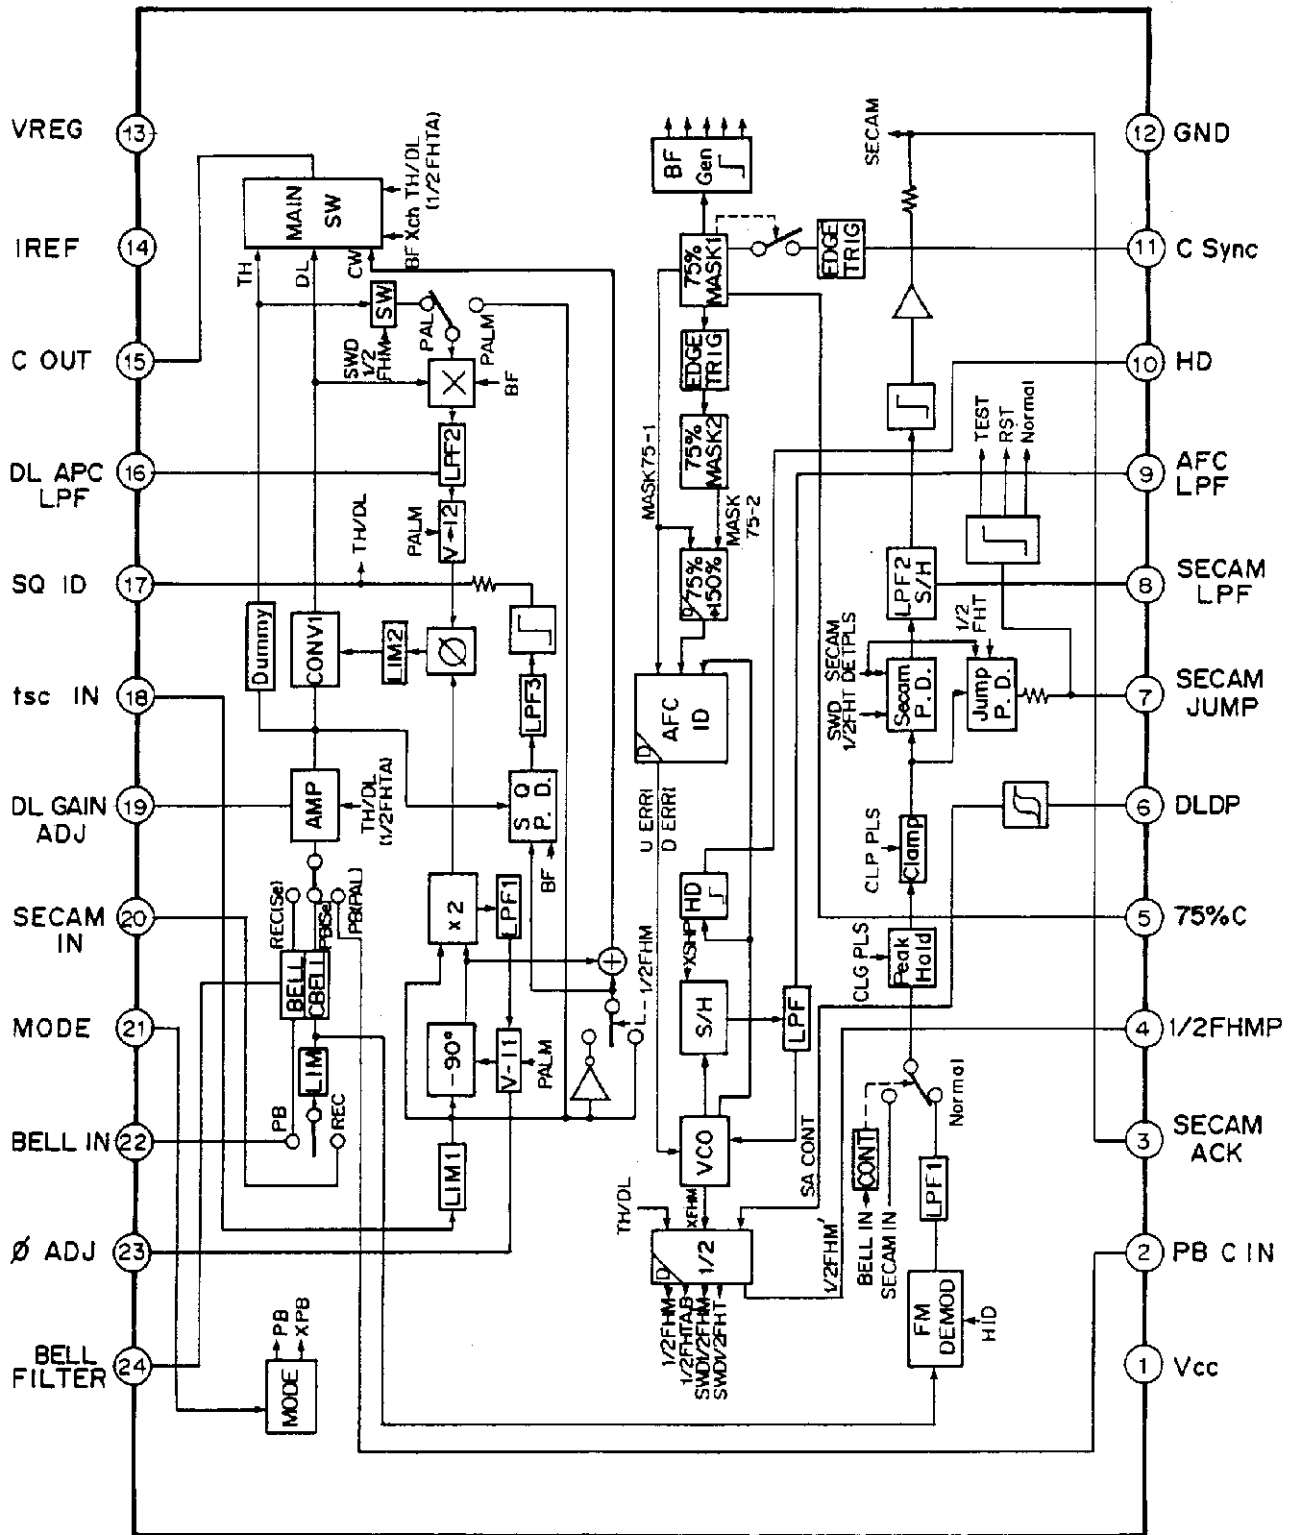 VREG
13
IREF
14
C OUT
15
DL APC
LPF
16
SQ ID
17
tsc IN
18
DL GAIN
ADJ
19
SECAM
IN
20
MODE
21
BELL IN
22
Ø ADJ
23
BELL
FILTER
24
12
GND
11
C Sync
10
HD
9
AFC
LPF
8
SECAM
LPF
7
SECAM
JUMP
6
DLDP
5
75%C
4
1/2FHMP
3
SECAM
ACK
2
PB C IN
1
Vcc
MAIN
SW
TH/DL
(1/2FHTA)
BF Xch
TH
DL
CW
SW
SWD
1/2
FHM
PAL
PALM
X
BF
LPF2
PALM
V-I2
TH/DL
Dummy
CONV1
LIM2
Ø
LPF3
AMP
TH/DL
(1/2FHTA)
SQ
P.D.
BF
REC(Se)
PB(Se)
PB(PAL)
BELL
CBELL
LIM
PB
REC
x2
LPF1
-90°
V-I1
PALM
LIM1
+
L-1/2FHM
MODE
PB
XPB
BF
Gen
75%
MASK1
EDGE
TRIG
EDGE
TRIG
75%
MASK2
MASK75-1
MASK
75-2
D
75%
150%
AFC
ID
D
U ERRI
D ERRI
HD
XSHP
S/H
LPF
VCO
XFHM
TH/DL
SA CONT
1/2
D
1/2FHM
1/2FHTAB
SWD1/2FHM
SWD1/2FHT
1/2FHM'
SECAM
TEST
RST
Normal
LPF2
S/H
SECAM
DETPLS
SWD
1/2FHT
Secam
P.D.
1/2
FHT
Jump
P.D.
CLP PLS
Clamp
CLG PLS
Peak
Hold
Normal
CONT
BELL IN
SECAM IN
LPF1
FM
DEMOD
HID